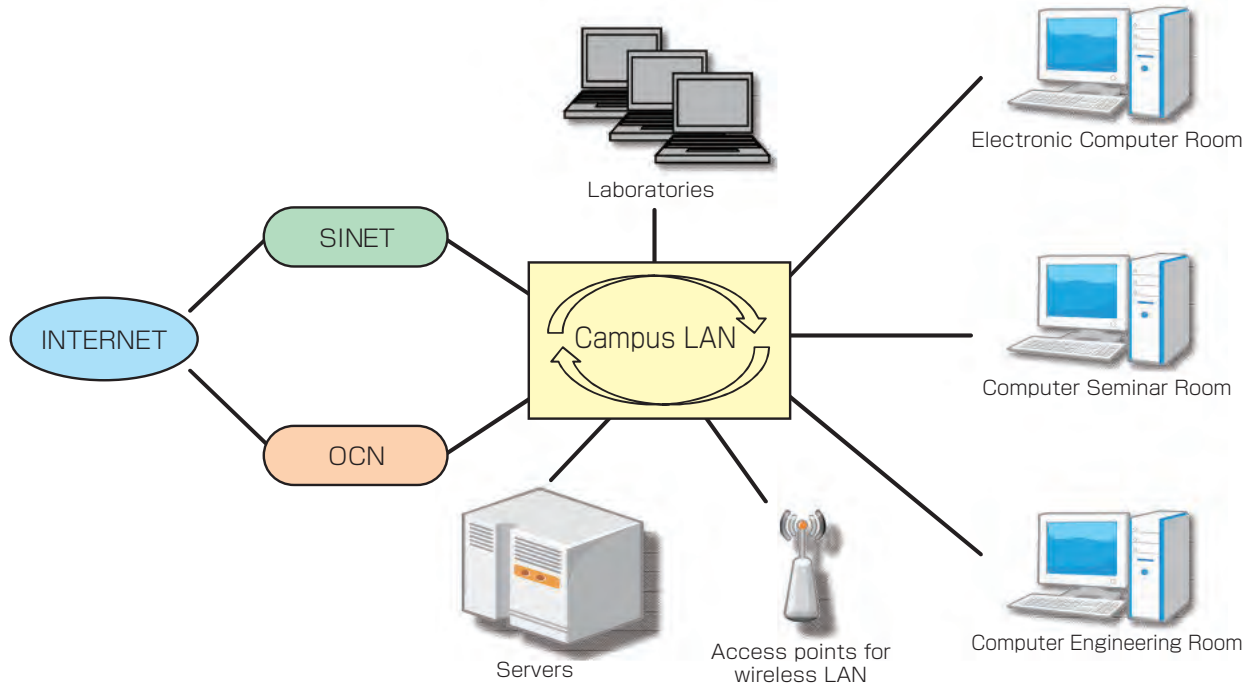 Electronic Computer Room
Laboratories
SINET
INTERNET
Campus LAN
Computer Seminar Room
OCN
Servers
Access points for
wireless LAN
Computer Engineering Room